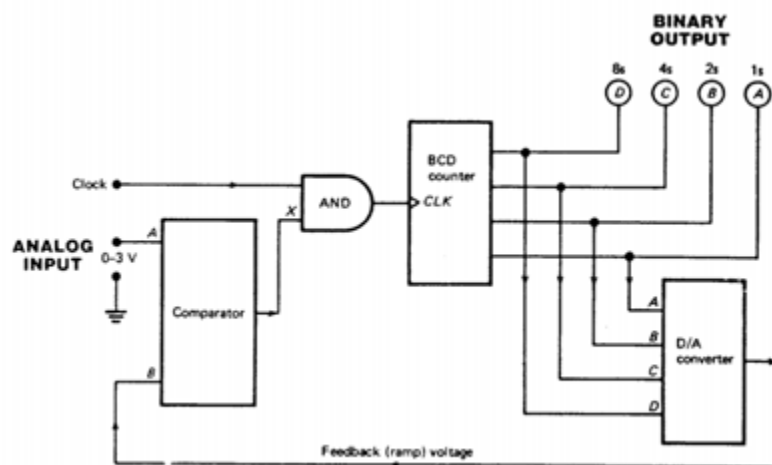 BINARY
OUTPUT
8s 4s 2s 1s
D C B A
BCD
counter
CLK
Clock
X
AND
ANALOG
INPUT
0–3 V
A
Comparator
B
A
B
C
D
D/A
converter
Feedback (ramp) voltage